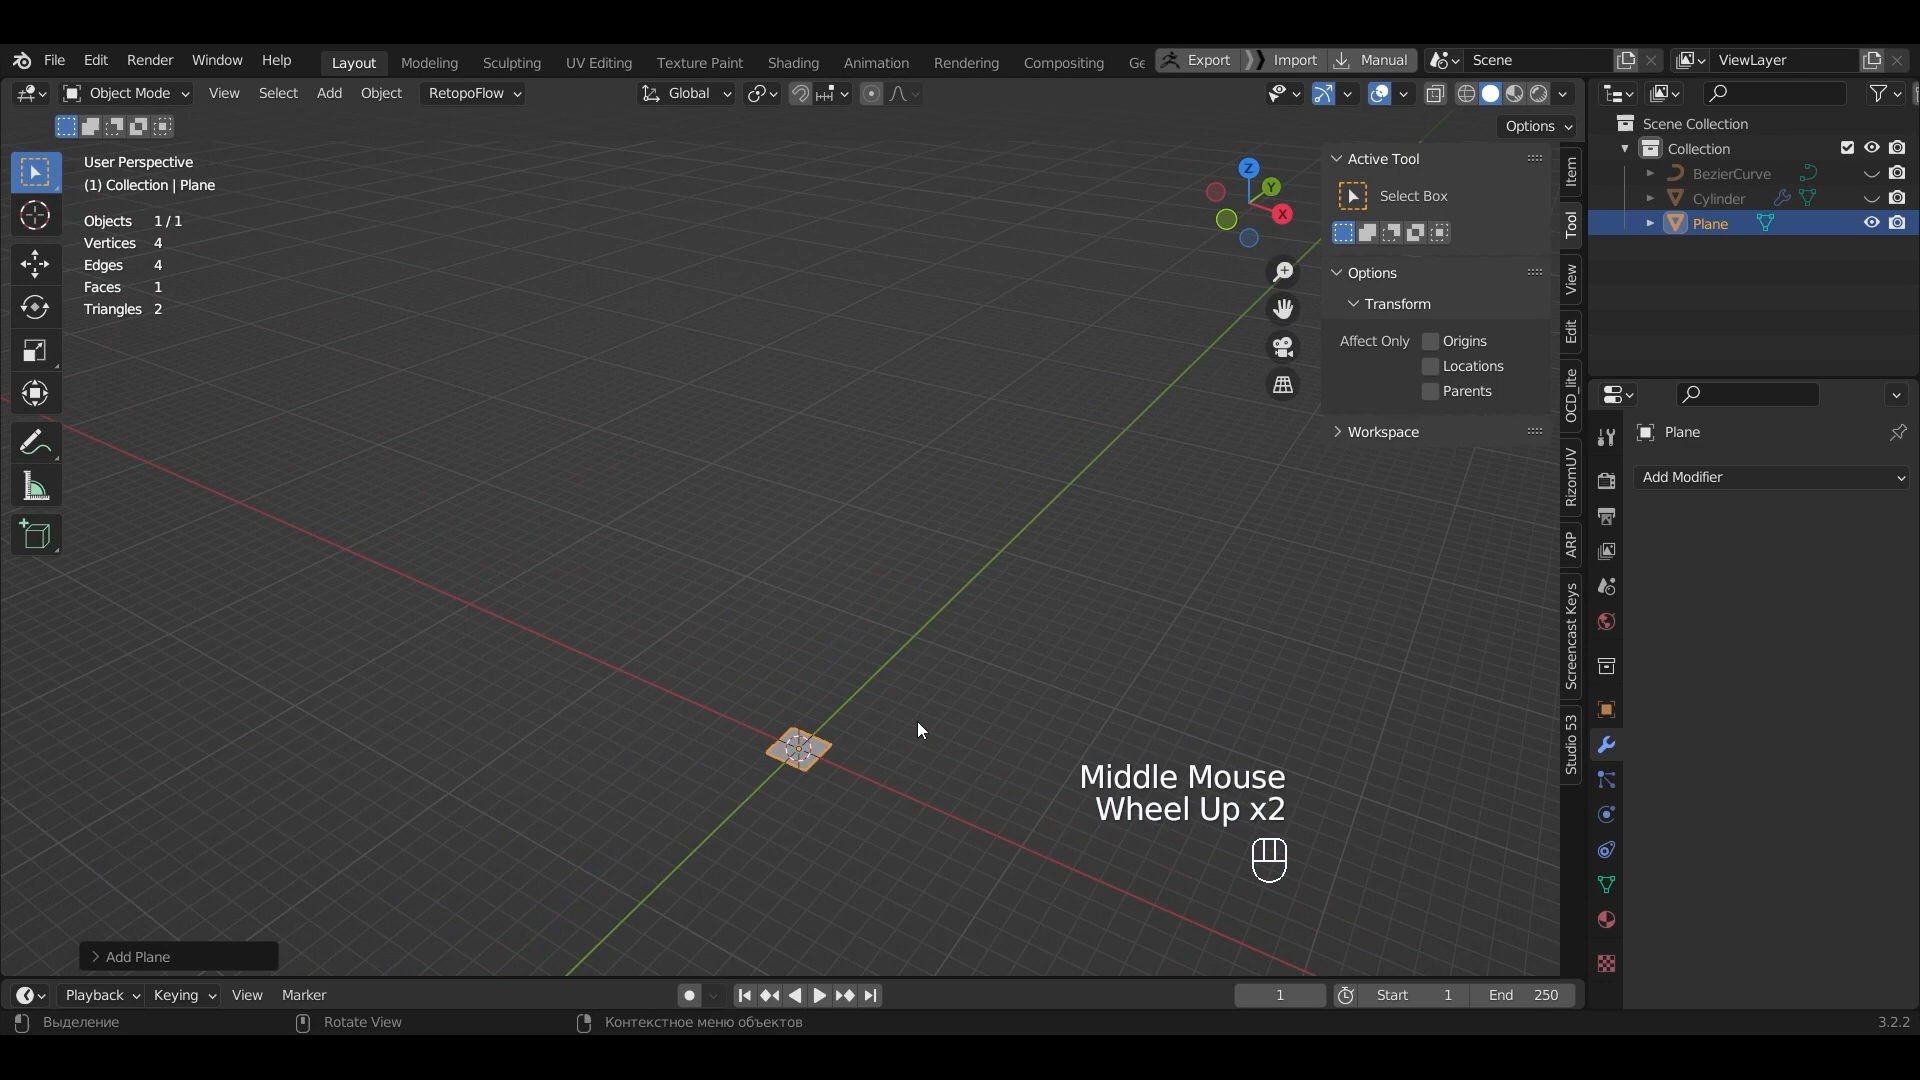 File Edit Render Window Help Layout Modeling Sculpting UV Editing Texture Paint Shading Animation Rendering Compositing Ge Export Import Manual Scene ViewLayer
Object Mode View Select Add Object RetopoFlow Global
Options
User Perspective
(1) Collection | Plane
Objects 1 / 1
Vertices 4
Edges 4
Faces 1
Triangles 2
Z
Y
X
Active Tool
Select Box
Options
Transform
Affect Only Origins
Locations
Parents
Workspace
Item
Tool
View
Edit
OCD_lite
RizomUV
ARP
Screencast Keys
Studio 53
Scene Collection
Collection
BezierCurve
Cylinder
Plane
Plane
Add Modifier
Middle Mouse
Wheel Up x2
Add Plane
Playback Keying View Marker 1 Start 1 End 250
Выделение Rotate View Контекстное меню объектов 3.2.2